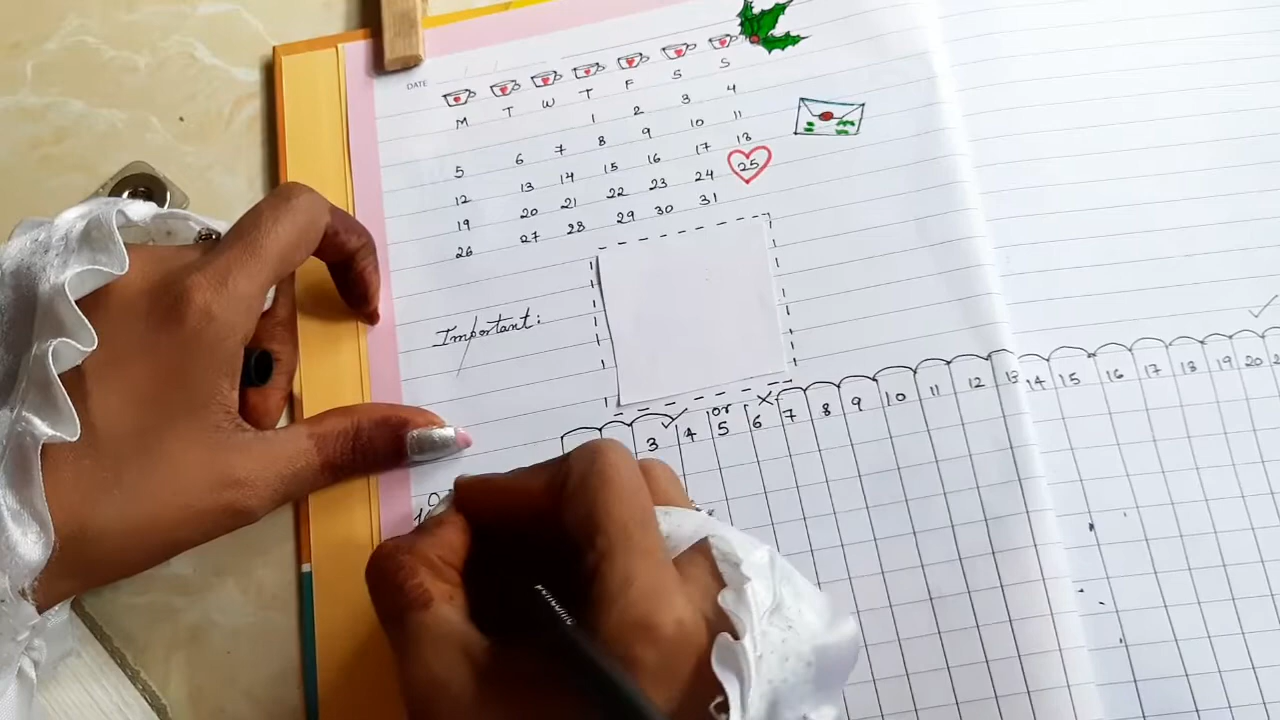 DATE / /
M T W T F S S
1 2 3 4
5 6 7 8 9 10 11
12 13 14 15 16 17 18
19 20 21 22 23 24 25
26 27 28 29 30 31
Important:
✓ or X
3 4 5 6 7 8 9 10 11 12 13 14 15 16 17 18 19 20